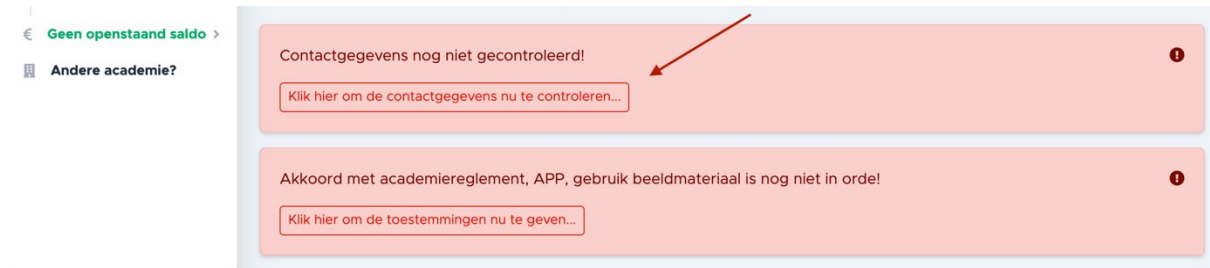 € Geen openstaand saldo >
Andere academie?
Contactgegevens nog niet gecontroleerd!
Klik hier om de contactgegevens nu te controleren...
Akkoord met academiereglement, APP, gebruik beeldmateriaal is nog niet in orde!
Klik hier om de toestemmingen nu te geven...